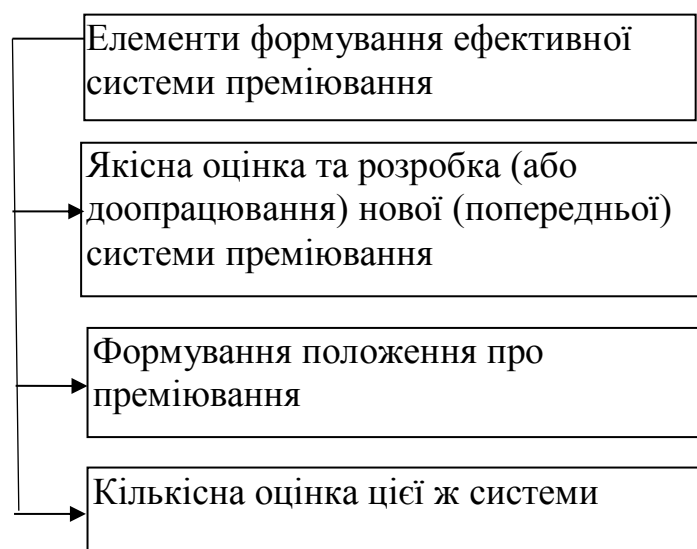 Елементи формування ефективної
системи преміювання
Якісна оцінка та розробка (або
доопрацювання) нової (попередньої)
системи преміювання
Формування положення про
преміювання
Кількісна оцінка цієї ж системи